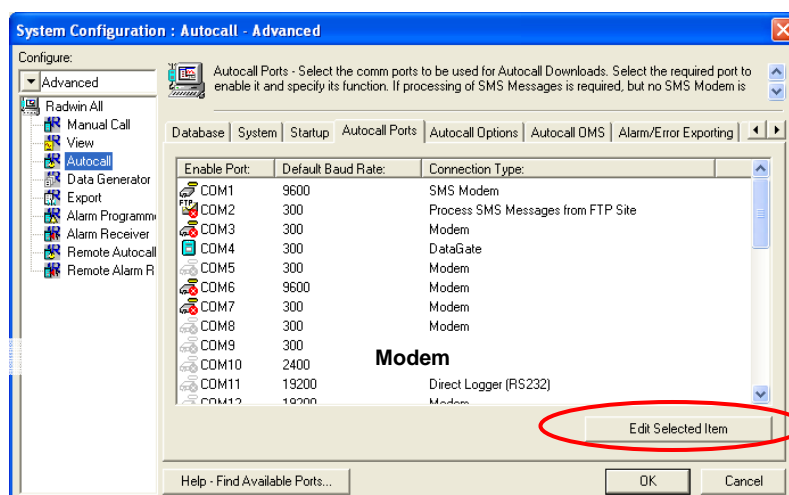 System Configuration : Autocall - Advanced
Configure:
Advanced
Radwin All
Manual Call
View
Autocall
Data Generator
Export
Alarm Programm
Alarm Receiver
Remote Autocall
Remote Alarm R
Autocall Ports - Select the comm ports to be used for Autocall Downloads. Select the required port to
enable it and specify its function. If processing of SMS Messages is required, but no SMS Modem is
Database System Startup Autocall Ports Autocall Options Autocall OMS Alarm/Error Exporting
Enable Port: Default Baud Rate: Connection Type:
COM1 9600 SMS Modem
FTP COM2 300 Process SMS Messages from FTP Site
COM3 300 Modem
COM4 300 DataGate
COM5 300 Modem
COM6 9600 Modem
COM7 300 Modem
COM8 300 Modem
COM9 300
Modem
COM10 2400
COM11 19200 Direct Logger (RS232)
COM12 19200 Modem
Edit Selected Item
Help - Find Available Ports... OK Cancel